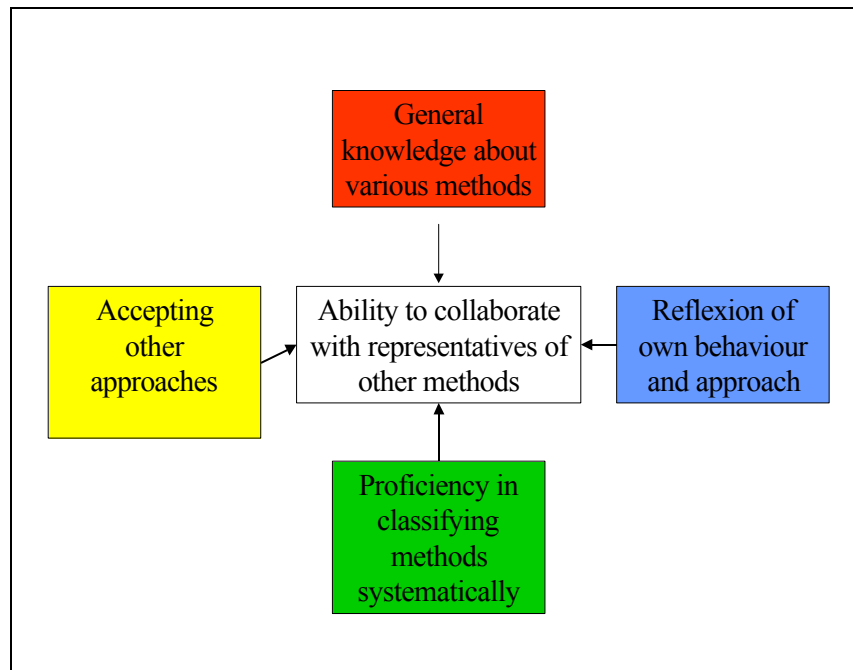 General
knowledge about
various methods
Accepting
other
approaches
Ability to collaborate
with representatives of
other methods
Reflexion of
own behaviour
and approach
Proficiency in
classifying
methods
systematically